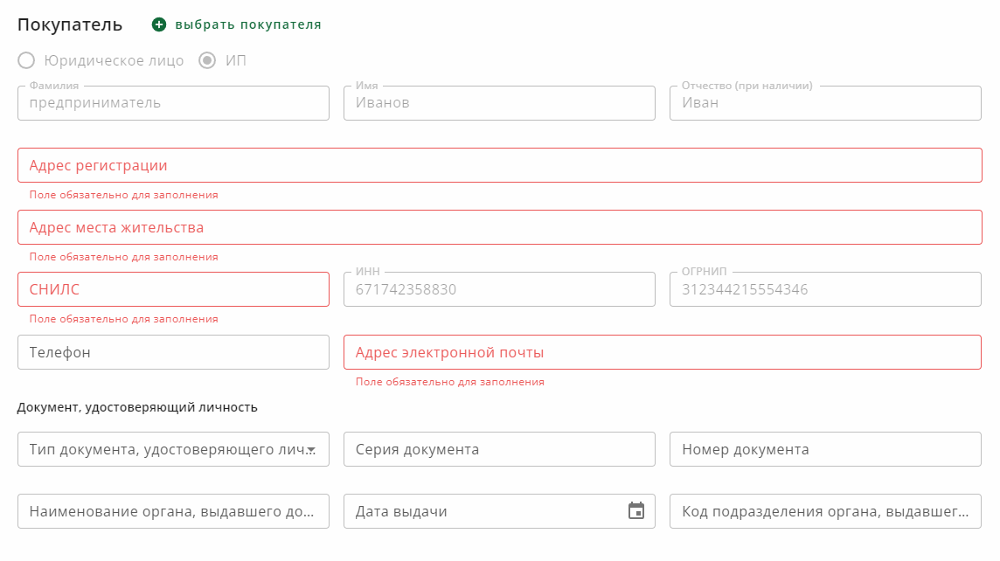 Покупатель выбрать покупателя
Юридическое лицо ИП
Фамилия Имя Отчество (при наличии)
предприниматель Иванов Иван
Адрес регистрации
Поле обязательно для заполнения
Адрес места жительства
Поле обязательно для заполнения
ИНН ОГРНИП
СНИЛС 671742358830 312344215554346
Поле обязательно для заполнения
Телефон Адрес электронной почты
Поле обязательно для заполнения
Документ, удостоверяющий личность
Тип документа, удостоверяющего лич... Серия документа Номер документа
Наименование органа, выдавшего до... Дата выдачи Код подразделения органа, выдавшег...